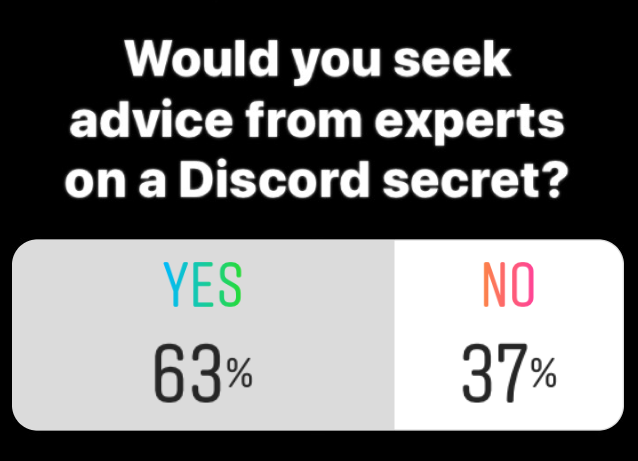 Would you seek
advice from experts
on a Discord secret?
YES NO
63% 37%